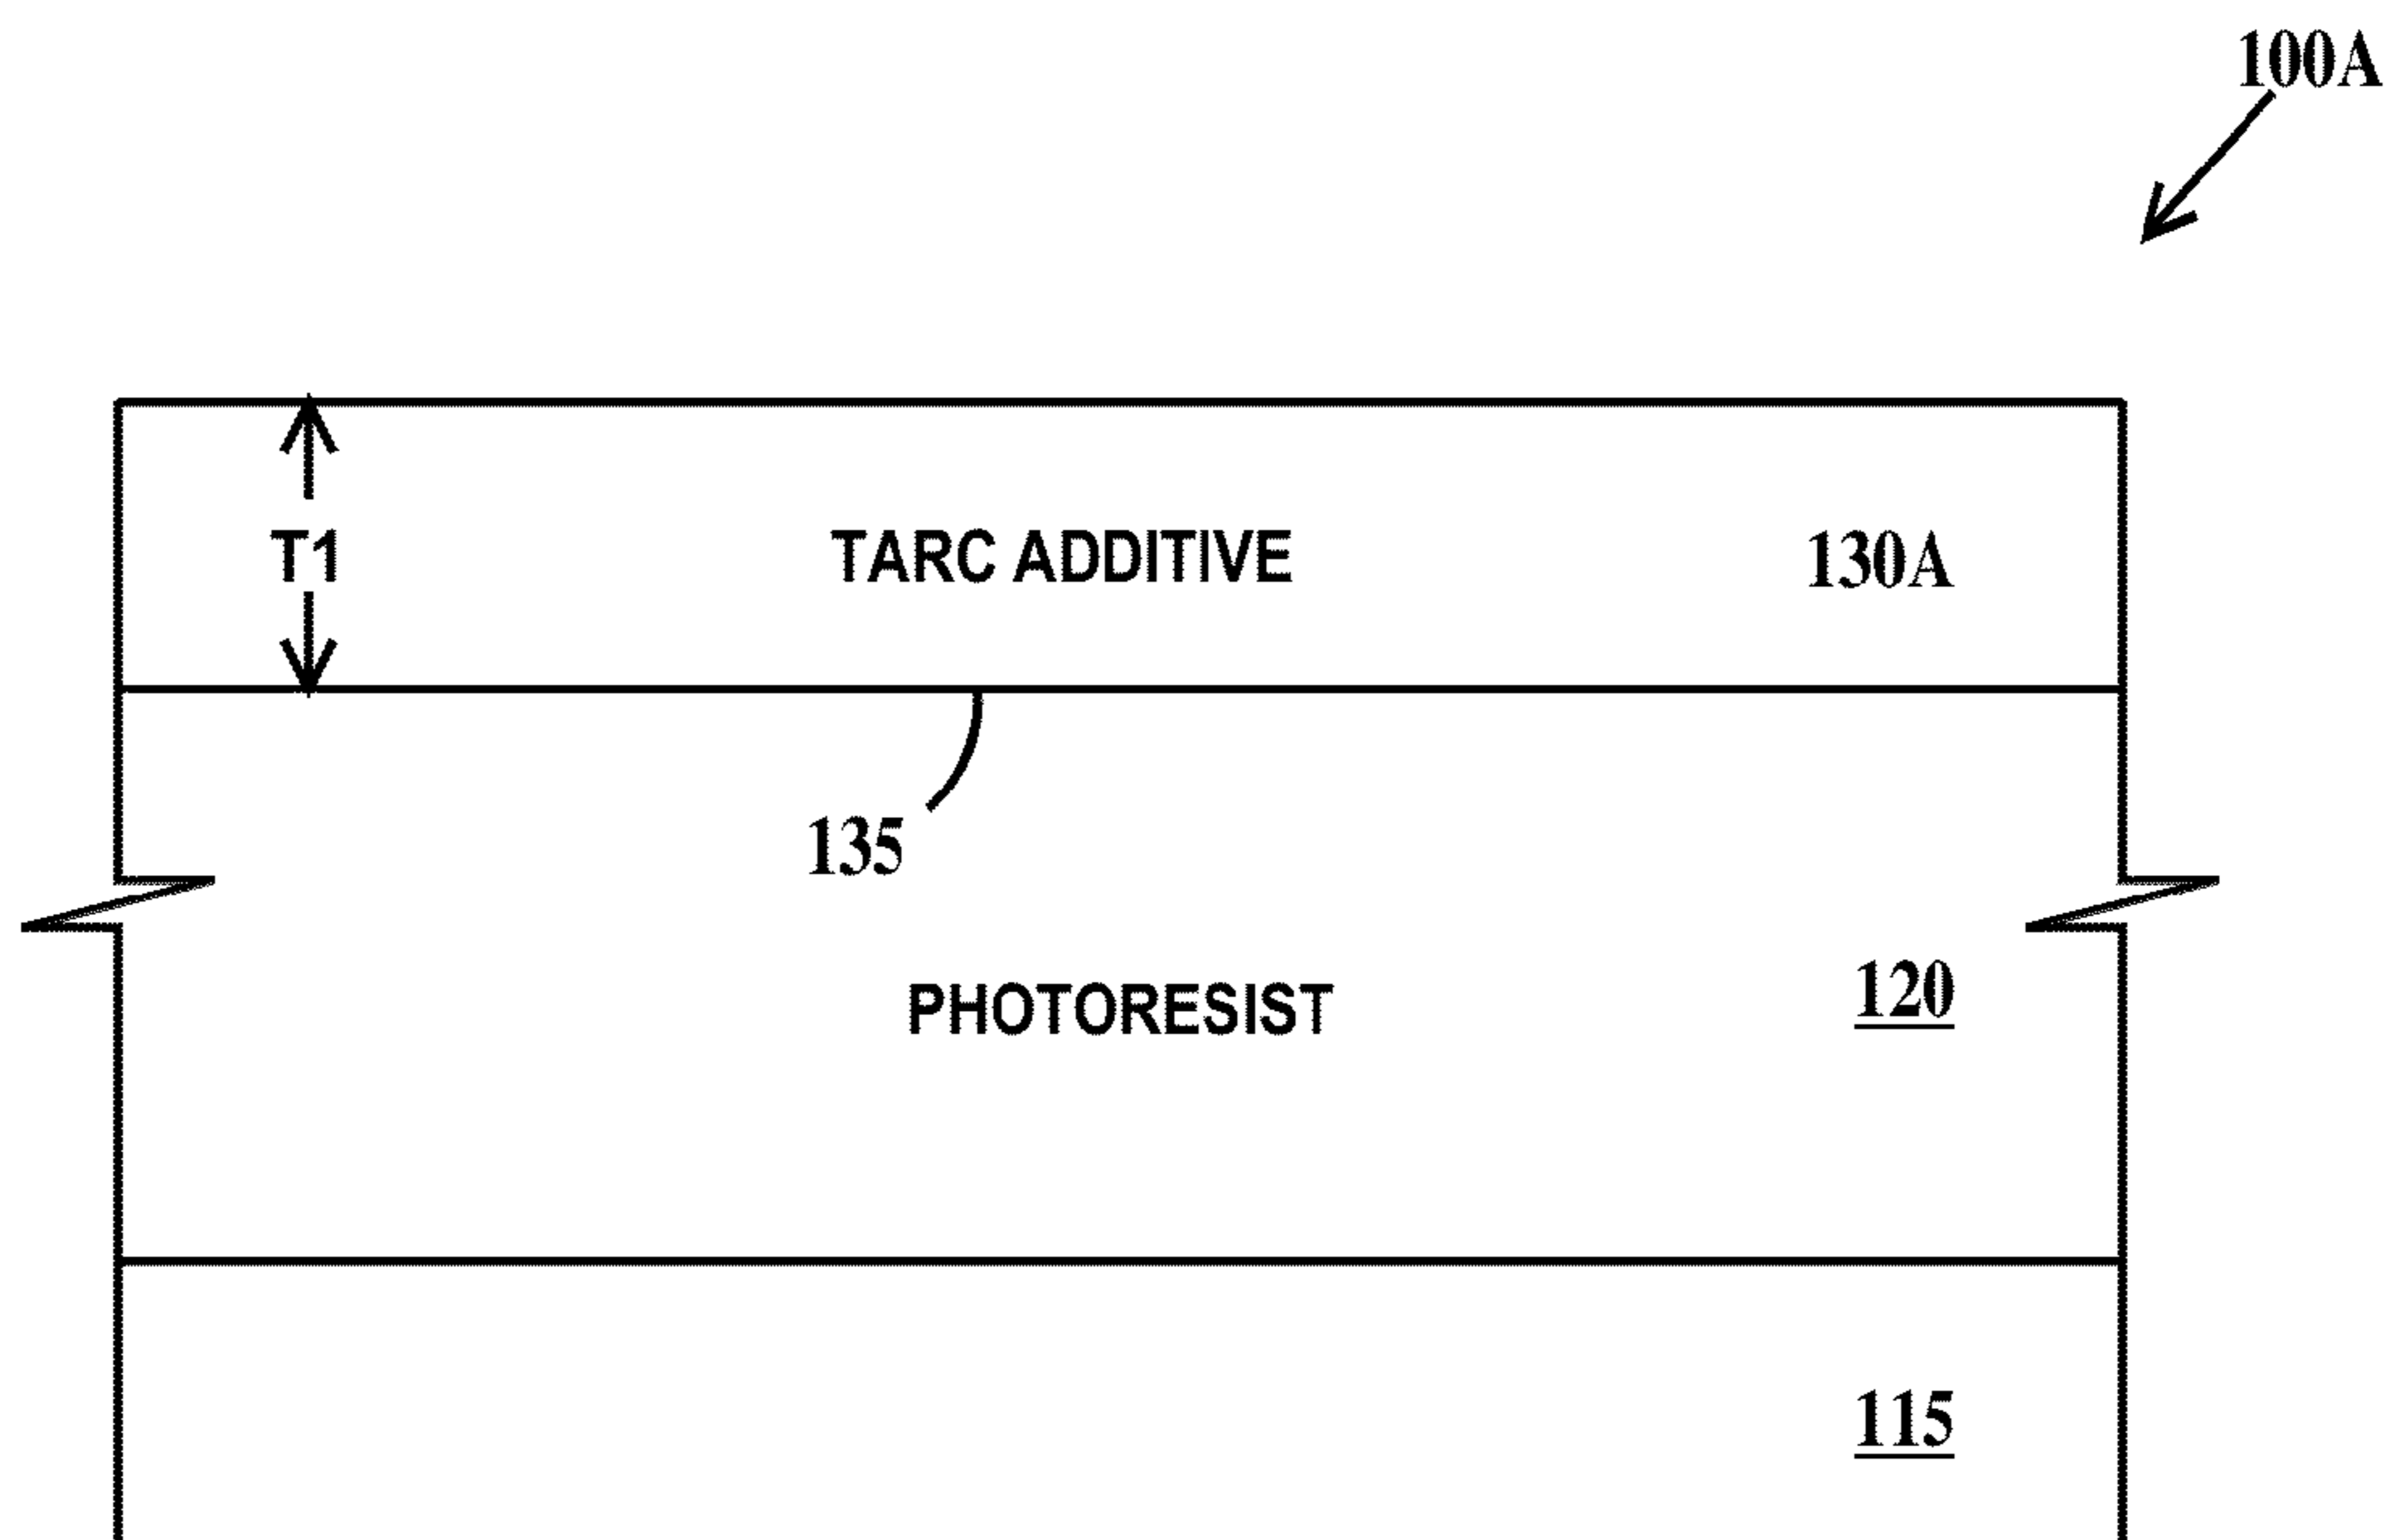 100A
T1 TARC ADDITIVE 130A
135
PHOTORESIST 120
115